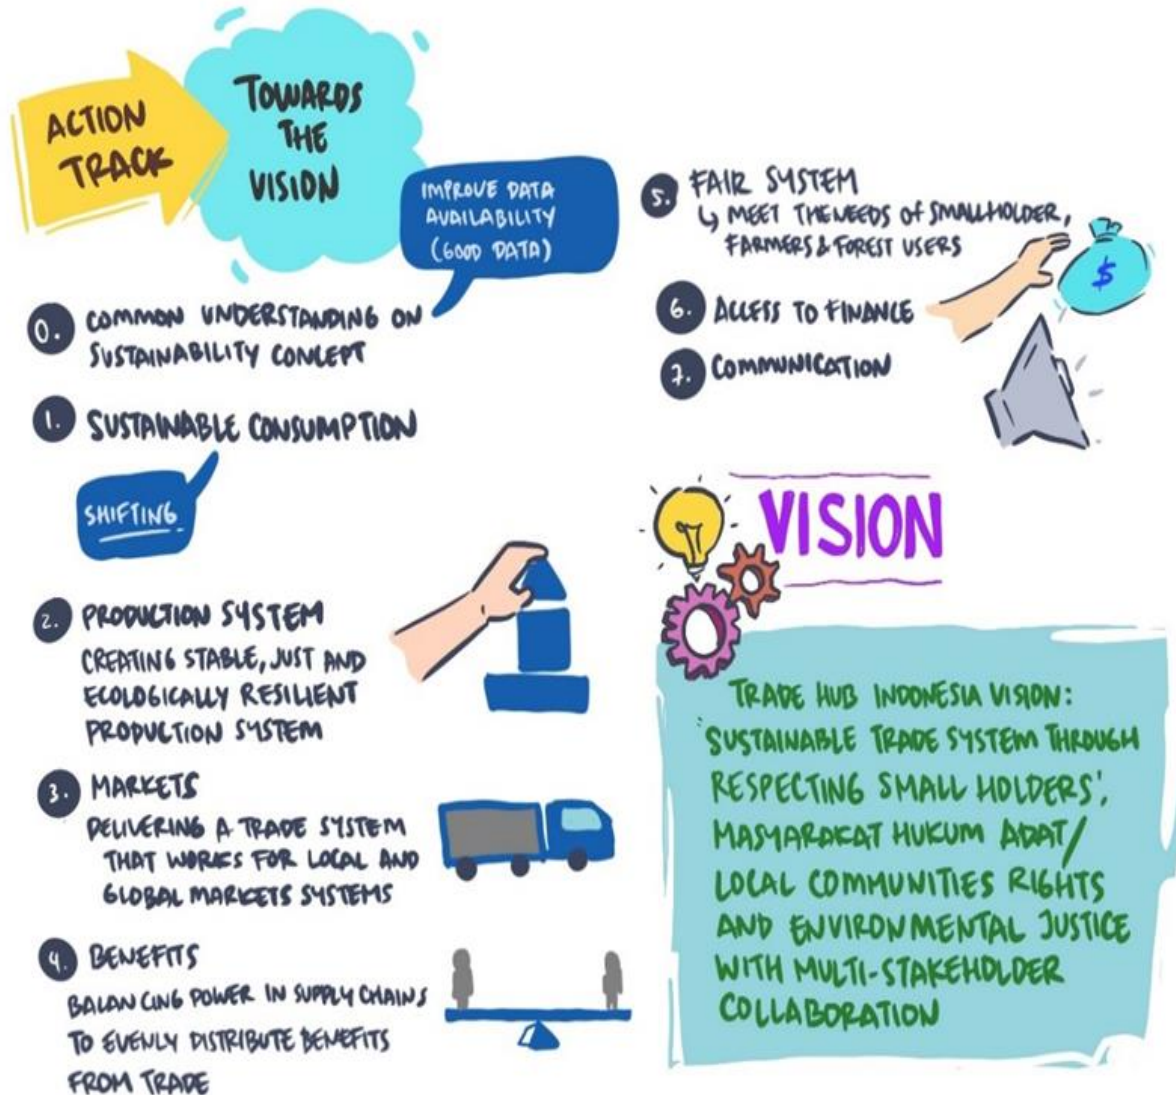 ACTION
TRACK
TOWARDS
THE
VISION
IMPROVE DATA
AVAILABILITY
(GOOD DATA)
0. COMMON UNDERSTANDING ON
SUSTAINABILITY CONCEPT
1. SUSTAINABLE CONSUMPTION
SHIFTING
2. PRODUCTION SYSTEM
CREATING STABLE, JUST AND
ECOLOGICALLY RESILIENT
PRODUCTION SYSTEM
3. MARKETS
DELIVERING A TRADE SYSTEM
THAT WORKS FOR LOCAL AND
GLOBAL MARKETS SYSTEMS
4. BENEFITS
BALANCING POWER IN SUPPLY CHAINS
TO EVENLY DISTRIBUTE BENEFITS
FROM TRADE
5. FAIR SYSTEM
↳ MEET THE NEEDS OF SMALLHOLDER,
FARMERS & FOREST USERS
6. ACCESS TO FINANCE
$
7. COMMUNICATION
VISION
TRADE HUB INDONESIA VISION:
'SUSTAINABLE TRADE SYSTEM THROUGH
RESPECTING SMALL HOLDERS',
MASYARAKAT HUKUM ADAT/
LOCAL COMMUNITIES RIGHTS
AND ENVIRONMENTAL JUSTICE
WITH MULTI-STAKEHOLDER
COLLABORATION